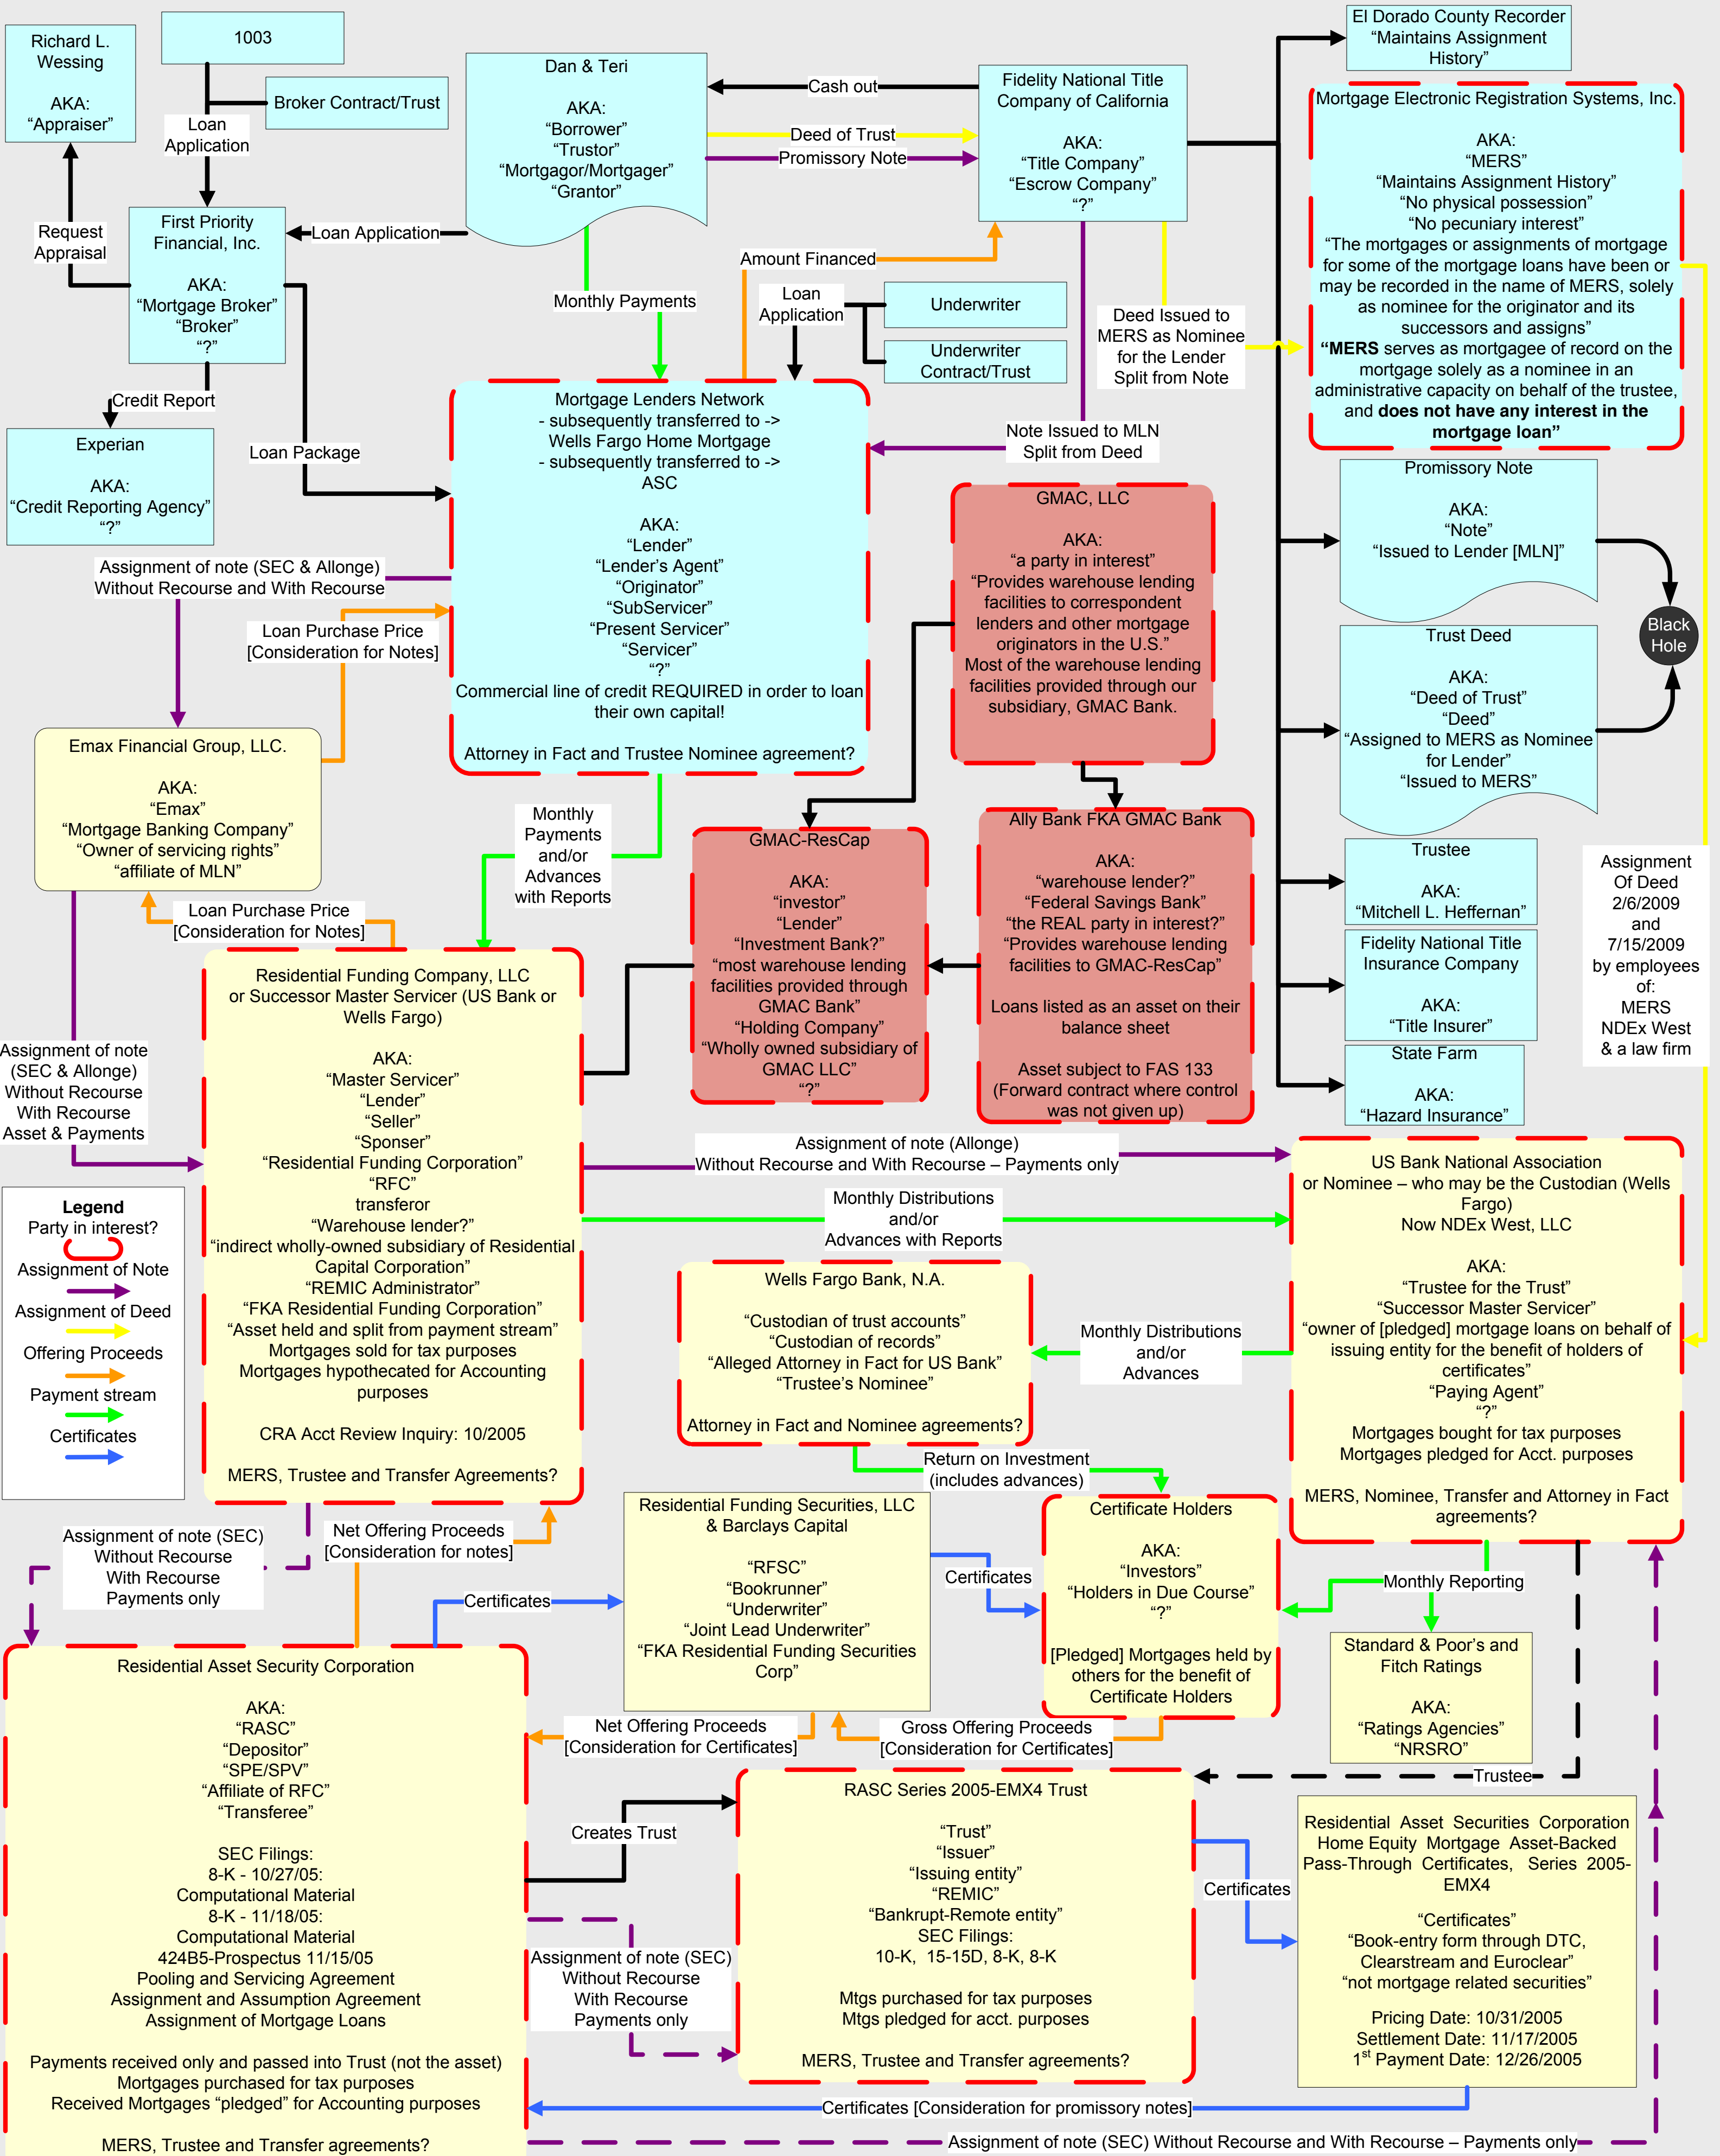 Richard L.
Wessing
AKA:
“Appraiser”
1003
Broker Contract/Trust
Loan
Application
Request
Appraisal
First Priority
Financial, Inc.
AKA:
“Mortgage Broker”
“Broker”
“?”
Loan Application
Credit Report
Experian
AKA:
“Credit Reporting Agency”
“?”
Loan Package
Dan & Teri
AKA:
“Borrower”
“Trustor”
“Mortgagor/Mortgager”
“Grantor”
Cash out
Deed of Trust
Promissory Note
Fidelity National Title
Company of California
AKA:
“Title Company”
“Escrow Company”
“?”
El Dorado County Recorder
“Maintains Assignment
History”
Mortgage Electronic Registration Systems, Inc.
AKA:
“MERS”
“Maintains Assignment History”
“No physical possession”
“No pecuniary interest”
“The mortgages or assignments of mortgage
for some of the mortgage loans have been or
may be recorded in the name of MERS, solely
as nominee for the originator and its
successors and assigns”
“MERS serves as mortgagee of record on the
mortgage solely as a nominee in an
administrative capacity on behalf of the trustee,
and does not have any interest in the
mortgage loan”
Monthly Payments
Amount Financed
Loan
Application
Underwriter
Underwriter
Contract/Trust
Deed Issued to
MERS as Nominee
for the Lender
Split from Note
Note Issued to MLN
Split from Deed
Mortgage Lenders Network
- subsequently transferred to ->
Wells Fargo Home Mortgage
- subsequently transferred to ->
ASC
AKA:
“Lender”
“Lender’s Agent”
“Originator”
“SubServicer”
“Present Servicer”
“Servicer”
“?”
Commercial line of credit REQUIRED in order to loan
their own capital!
Attorney in Fact and Trustee Nominee agreement?
GMAC, LLC
AKA:
“a party in interest”
“Provides warehouse lending
facilities to correspondent
lenders and other mortgage
originators in the U.S.”
Most of the warehouse lending
facilities provided through our
subsidiary, GMAC Bank.
Promissory Note
AKA:
“Note”
“Issued to Lender [MLN]”
Black
Hole
Trust Deed
AKA:
“Deed of Trust”
“Deed”
“Assigned to MERS as Nominee
for Lender”
“Issued to MERS”
Assignment of note (SEC & Allonge)
Without Recourse and With Recourse
Loan Purchase Price
[Consideration for Notes]
Emax Financial Group, LLC.
AKA:
“Emax”
“Mortgage Banking Company”
“Owner of servicing rights”
“affiliate of MLN”
Loan Purchase Price
[Consideration for Notes]
Monthly
Payments
and/or
Advances
with Reports
GMAC-ResCap
AKA:
“investor”
“Lender”
“Investment Bank?”
“most warehouse lending
facilities provided through
GMAC Bank”
“Holding Company”
“Wholly owned subsidiary of
GMAC LLC”
“?”
Ally Bank FKA GMAC Bank
AKA:
“warehouse lender?”
“Federal Savings Bank”
“the REAL party in interest?”
“Provides warehouse lending
facilities to GMAC-ResCap”
Loans listed as an asset on their
balance sheet
Asset subject to FAS 133
(Forward contract where control
was not given up)
Trustee
AKA:
“Mitchell L. Heffernan”
Fidelity National Title
Insurance Company
AKA:
“Title Insurer”
State Farm
AKA:
“Hazard Insurance”
Assignment
Of Deed
2/6/2009
and
7/15/2009
by employees
of:
MERS
NDEx West
& a law firm
Assignment of note
(SEC & Allonge)
Without Recourse
With Recourse
Asset & Payments
Residential Funding Company, LLC
or Successor Master Servicer (US Bank or
Wells Fargo)
AKA:
“Master Servicer”
“Lender”
“Seller”
“Sponser”
“Residential Funding Corporation”
“RFC”
transferor
“Warehouse lender?”
“indirect wholly-owned subsidiary of Residential
Capital Corporation”
“REMIC Administrator”
“FKA Residential Funding Corporation”
“Asset held and split from payment stream”
Mortgages sold for tax purposes
Mortgages hypothecated for Accounting
purposes
CRA Acct Review Inquiry: 10/2005
MERS, Trustee and Transfer Agreements?
Legend
Party in interest?
Assignment of Note
Assignment of Deed
Offering Proceeds
Payment stream
Certificates
Assignment of note (Allonge)
Without Recourse and With Recourse – Payments only
Monthly Distributions
and/or
Advances with Reports
US Bank National Association
or Nominee – who may be the Custodian (Wells
Fargo)
Now NDEx West, LLC
AKA:
“Trustee for the Trust”
“Successor Master Servicer”
“owner of [pledged] mortgage loans on behalf of
issuing entity for the benefit of holders of
certificates”
“Paying Agent”
“?”
Mortgages bought for tax purposes
Mortgages pledged for Acct. purposes
MERS, Nominee, Transfer and Attorney in Fact
agreements?
Wells Fargo Bank, N.A.
“Custodian of trust accounts”
“Custodian of records”
“Alleged Attorney in Fact for US Bank”
“Trustee’s Nominee”
Attorney in Fact and Nominee agreements?
Monthly Distributions
and/or
Advances
Return on Investment
(includes advances)
Assignment of note (SEC)
Without Recourse
With Recourse
Payments only
Net Offering Proceeds
[Consideration for notes]
Certificates
Residential Funding Securities, LLC
& Barclays Capital
“RFSC”
“Bookrunner”
“Underwriter”
“Joint Lead Underwriter”
“FKA Residential Funding Securities
Corp”
Certificates
Certificate Holders
AKA:
“Investors”
“Holders in Due Course”
“?”
[Pledged] Mortgages held by
others for the benefit of
Certificate Holders
Monthly Reporting
Standard & Poor’s and
Fitch Ratings
AKA:
“Ratings Agencies”
“NRSRO”
Trustee
Net Offering Proceeds
[Consideration for Certificates]
Gross Offering Proceeds
[Consideration for Certificates]
Residential Asset Security Corporation
AKA:
“RASC”
“Depositor”
“SPE/SPV”
“Affiliate of RFC”
“Transferee”
SEC Filings:
8-K - 10/27/05:
Computational Material
8-K - 11/18/05:
Computational Material
424B5-Prospectus 11/15/05
Pooling and Servicing Agreement
Assignment and Assumption Agreement
Assignment of Mortgage Loans
Payments received only and passed into Trust (not the asset)
Mortgages purchased for tax purposes
Received Mortgages “pledged” for Accounting purposes
MERS, Trustee and Transfer agreements?
Creates Trust
Assignment of note (SEC)
Without Recourse
With Recourse
Payments only
RASC Series 2005-EMX4 Trust
“Trust”
“Issuer”
“Issuing entity”
“REMIC”
“Bankrupt-Remote entity”
SEC Filings:
10-K, 15-15D, 8-K, 8-K
Mtgs purchased for tax purposes
Mtgs pledged for acct. purposes
MERS, Trustee and Transfer agreements?
Certificates
Residential Asset Securities Corporation
Home Equity Mortgage Asset-Backed
Pass-Through Certificates, Series 2005-
EMX4
“Certificates”
“Book-entry form through DTC,
Clearstream and Euroclear”
“not mortgage related securities”
Pricing Date: 10/31/2005
Settlement Date: 11/17/2005
1st Payment Date: 12/26/2005
Certificates [Consideration for promissory notes]
Assignment of note (SEC) Without Recourse and With Recourse – Payments only